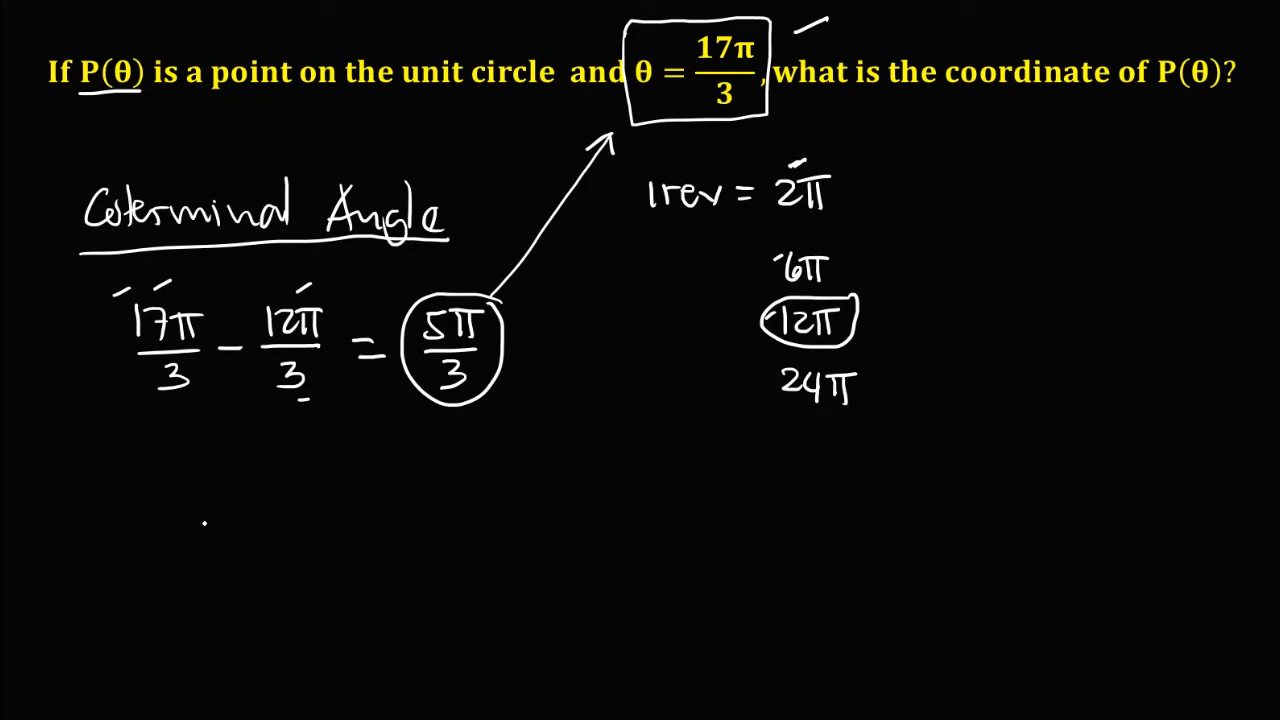 If P(θ) is a point on the unit circle and θ = 17π/3, what is the coordinate of P(θ)?
Coterminal Angle
1rev = 2π
6π
17π/3 − 12π/3 = 5π/3
12π
24π